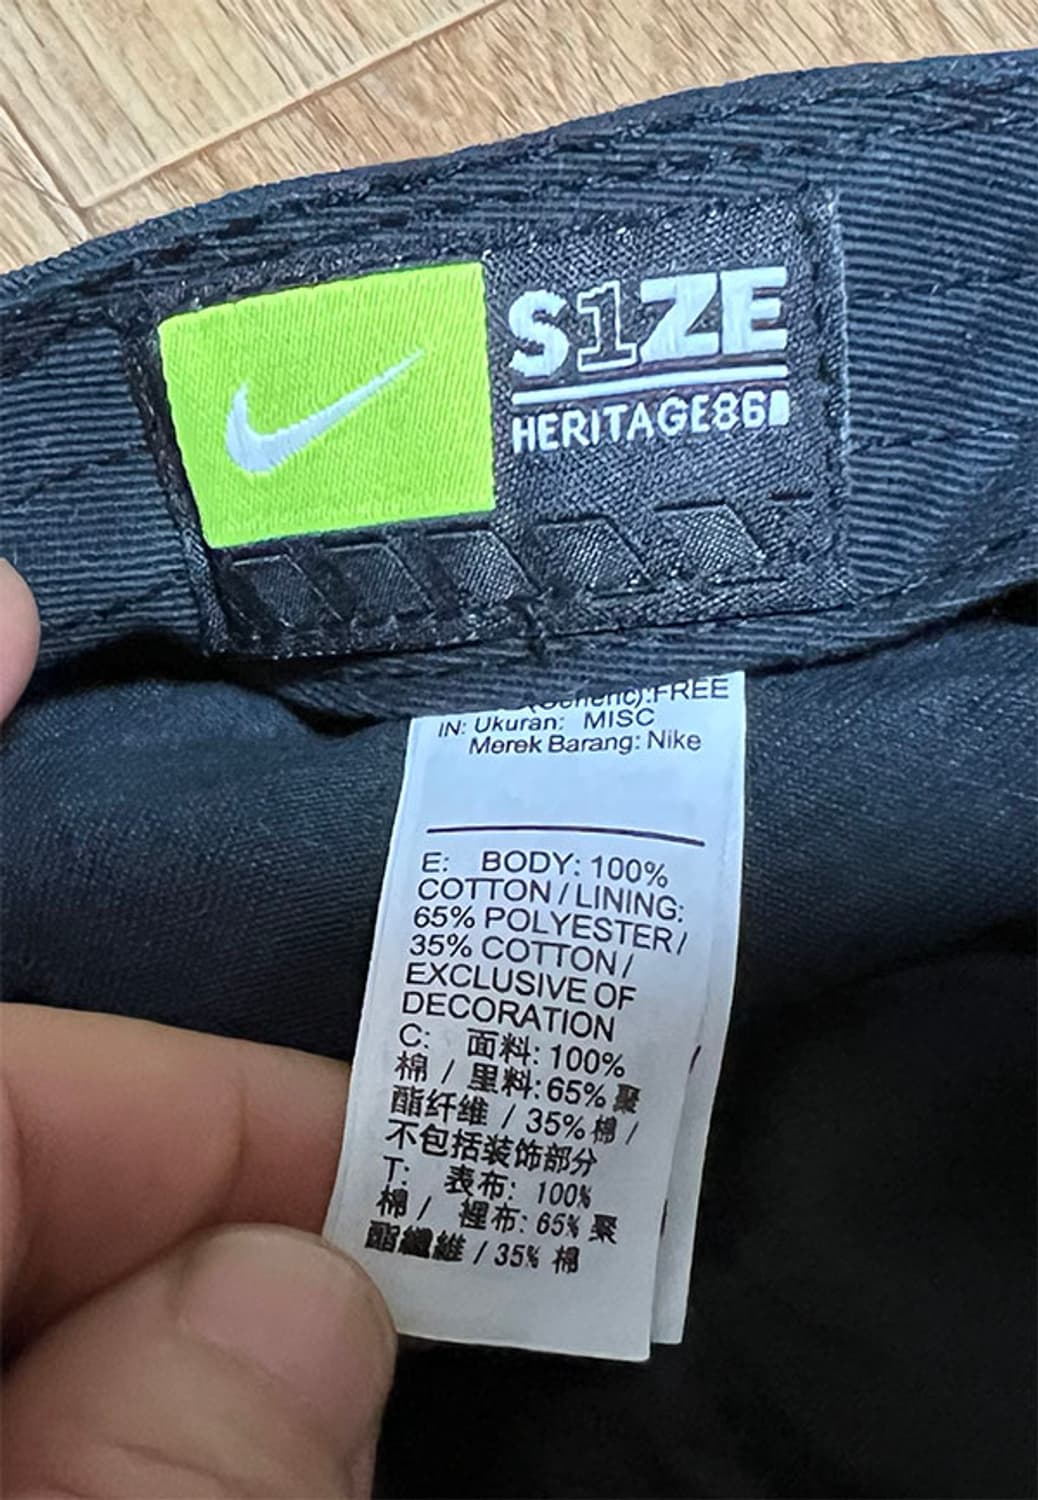 S1ZE
HERITAGE86
(Generic):FREE
IN: Ukuran: MISC
Merek Barang: Nike
E: BODY: 100%
COTTON / LINING:
65% POLYESTER /
35% COTTON /
EXCLUSIVE OF
DECORATION
C: 面料: 100%
棉 / 里料: 65% 聚
酯纤维 / 35% 棉 /
不包括装饰部分
T: 表布: 100%
棉 / 裡布: 65% 聚
酯纖維 / 35% 棉